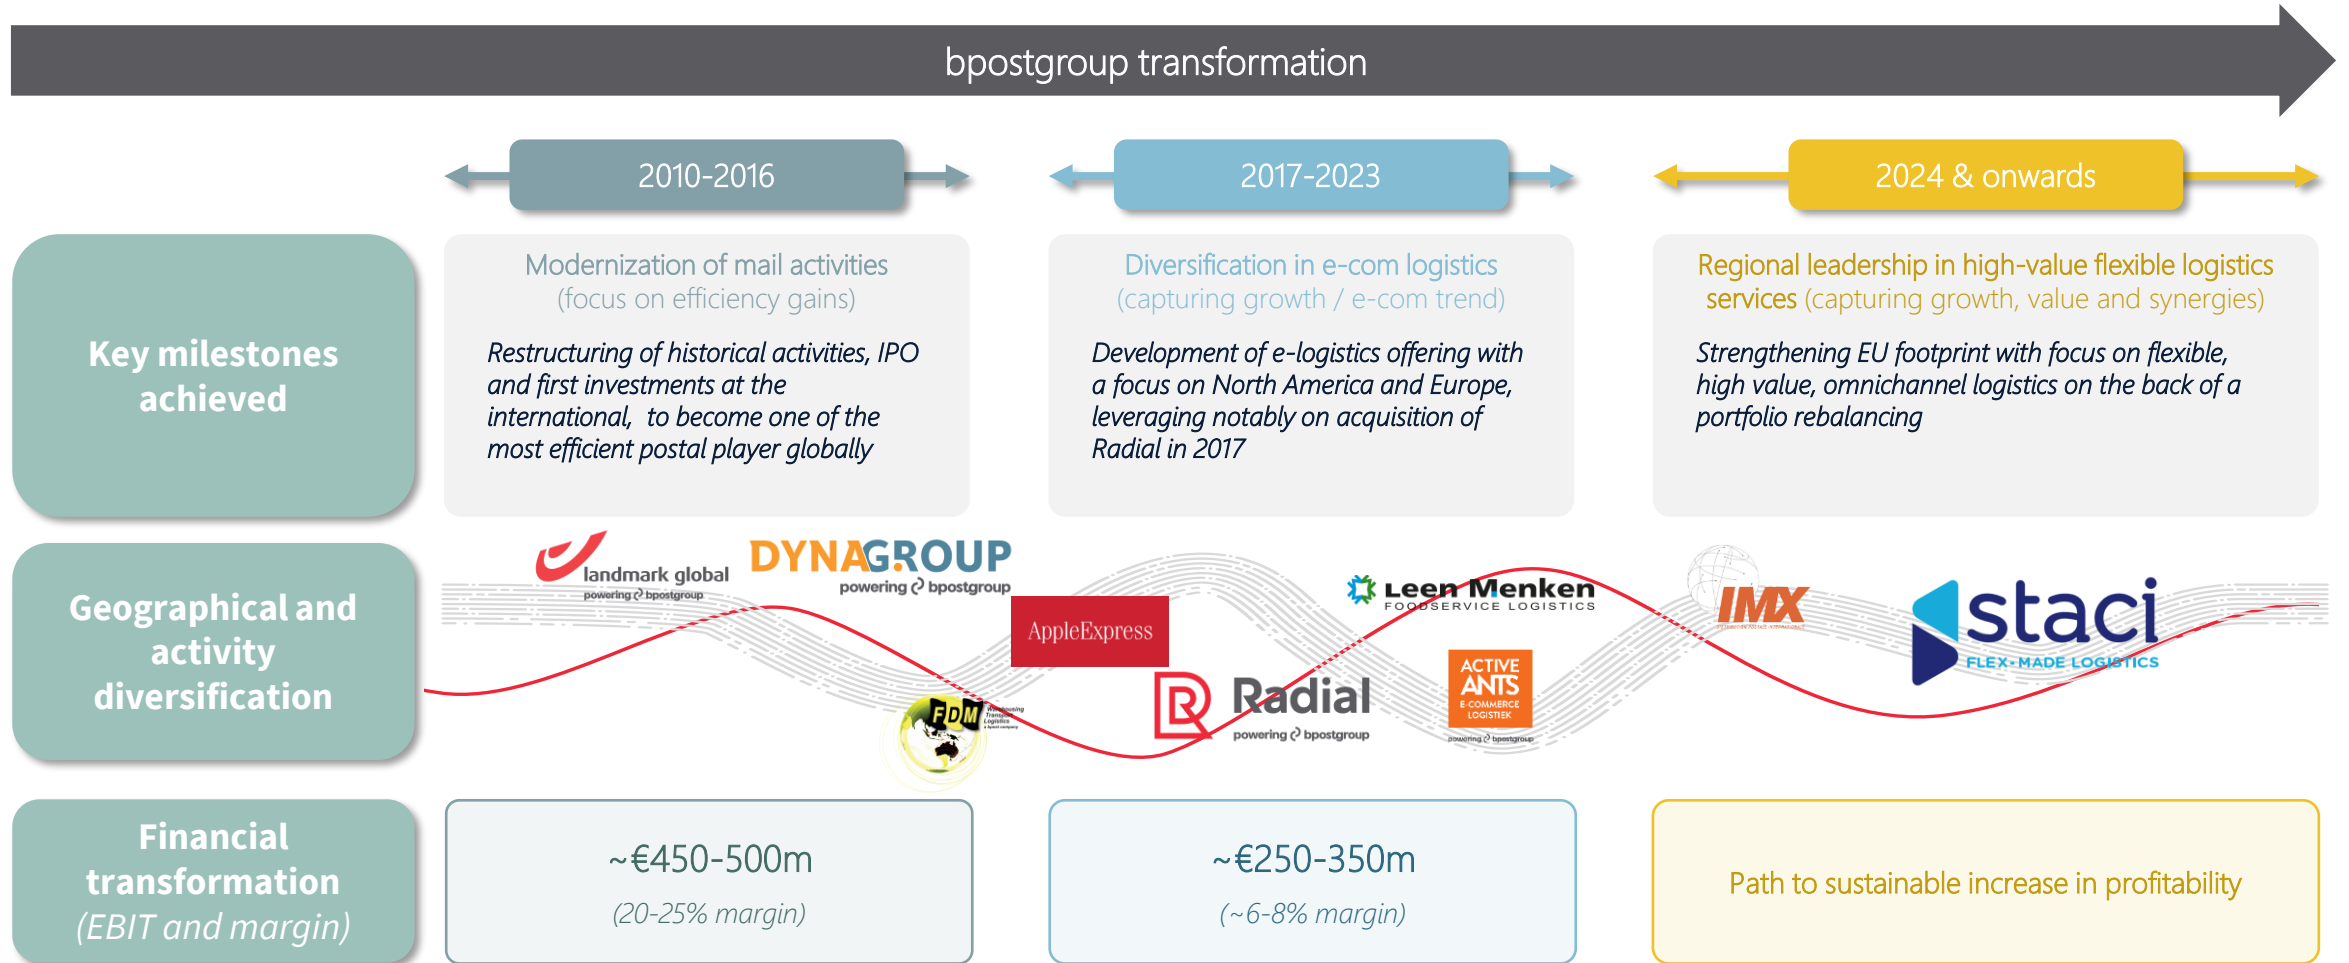 bpostgroup transformation
2010-2016
2017-2023
2024 & onwards
Key milestones
achieved
Modernization of mail activities
(focus on efficiency gains)
Restructuring of historical activities, IPO
and first investments at the
international,  to become one of the
most efficient postal player globally
Diversification in e-com logistics
(capturing growth / e-com trend)
Development of e-logistics offering with
a focus on North America and Europe,
leveraging notably on acquisition of
Radial in 2017
Regional leadership in high-value flexible logistics
services (capturing growth, value and synergies)
Strengthening EU footprint with focus on flexible,
high value, omnichannel logistics on the back of a
portfolio rebalancing
Geographical and
activity
diversification
landmark global
powering bpostgroup
DYNAGROUP
powering bpostgroup
FDM
Warehousing
Transport
Logistics
a bpost company
AppleExpress
Radial
powering bpostgroup
Leen Menken
FOODSERVICE LOGISTICS
ACTIVE
ANTS
E-COMMERCE
LOGISTIEK
powering bpostgroup
IMX
staci
FLEX-MADE LOGISTICS
Financial
transformation
(EBIT and margin)
~€450-500m
(20-25% margin)
~€250-350m
(~6-8% margin)
Path to sustainable increase in profitability